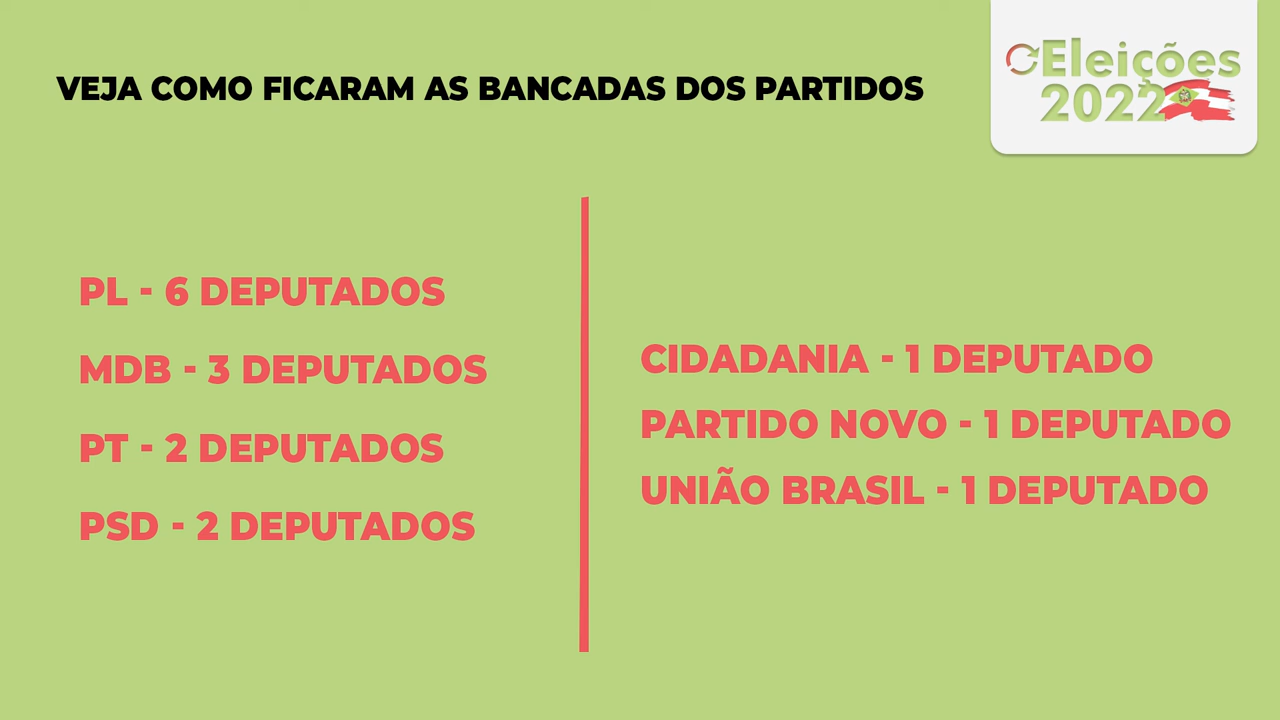 VEJA COMO FICARAM AS BANCADAS DOS PARTIDOS
Eleições
2022
PL - 6 DEPUTADOS
MDB - 3 DEPUTADOS
PT - 2 DEPUTADOS
PSD - 2 DEPUTADOS
CIDADANIA - 1 DEPUTADO
PARTIDO NOVO - 1 DEPUTADO
UNIÃO BRASIL - 1 DEPUTADO